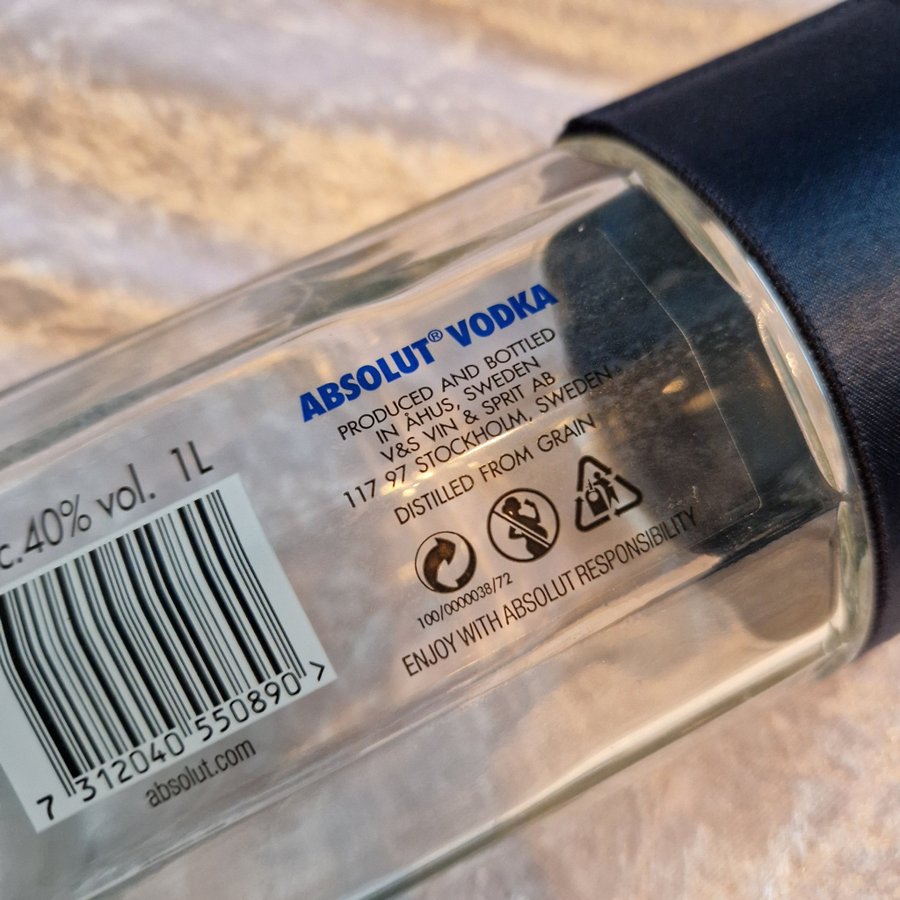 ABSOLUT® VODKA
PRODUCED AND BOTTLED
IN ÅHUS, SWEDEN
V&S VIN & SPRIT AB
117 97 STOCKHOLM, SWEDEN
DISTILLED FROM GRAIN
100/0000038/72
ENJOY WITH ABSOLUT RESPONSIBILITY
c.40% vol. 1L
7 312040 550890 >
absolut.com